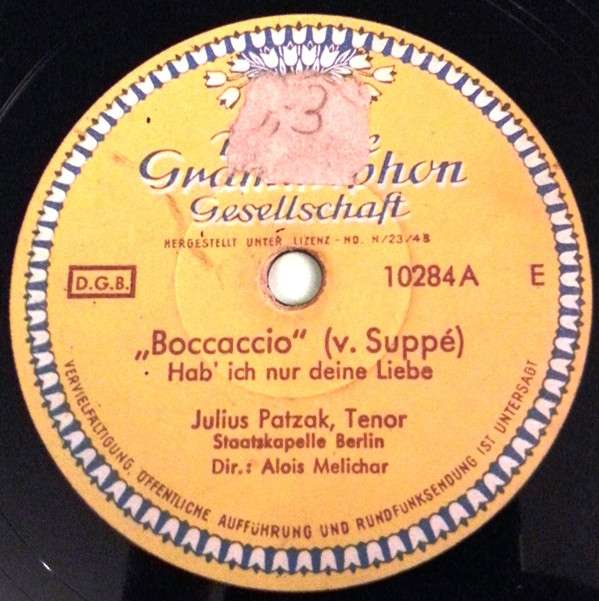 „3
Grammophon
Gesellschaft
HERGESTELLT UNTER LIZENZ - NO. N/23/4B
D.G.B.
10284 A E
„Boccaccio“ (v. Suppé)
Hab' ich nur deine Liebe
Julius Patzak, Tenor
Staatskapelle Berlin
Dir.: Alois Melichar
VERVIELFÄLTIGUNG, ÖFFENTLICHE AUFFÜHRUNG UND RUNDFUNKSENDUNG IST UNTERSAGT